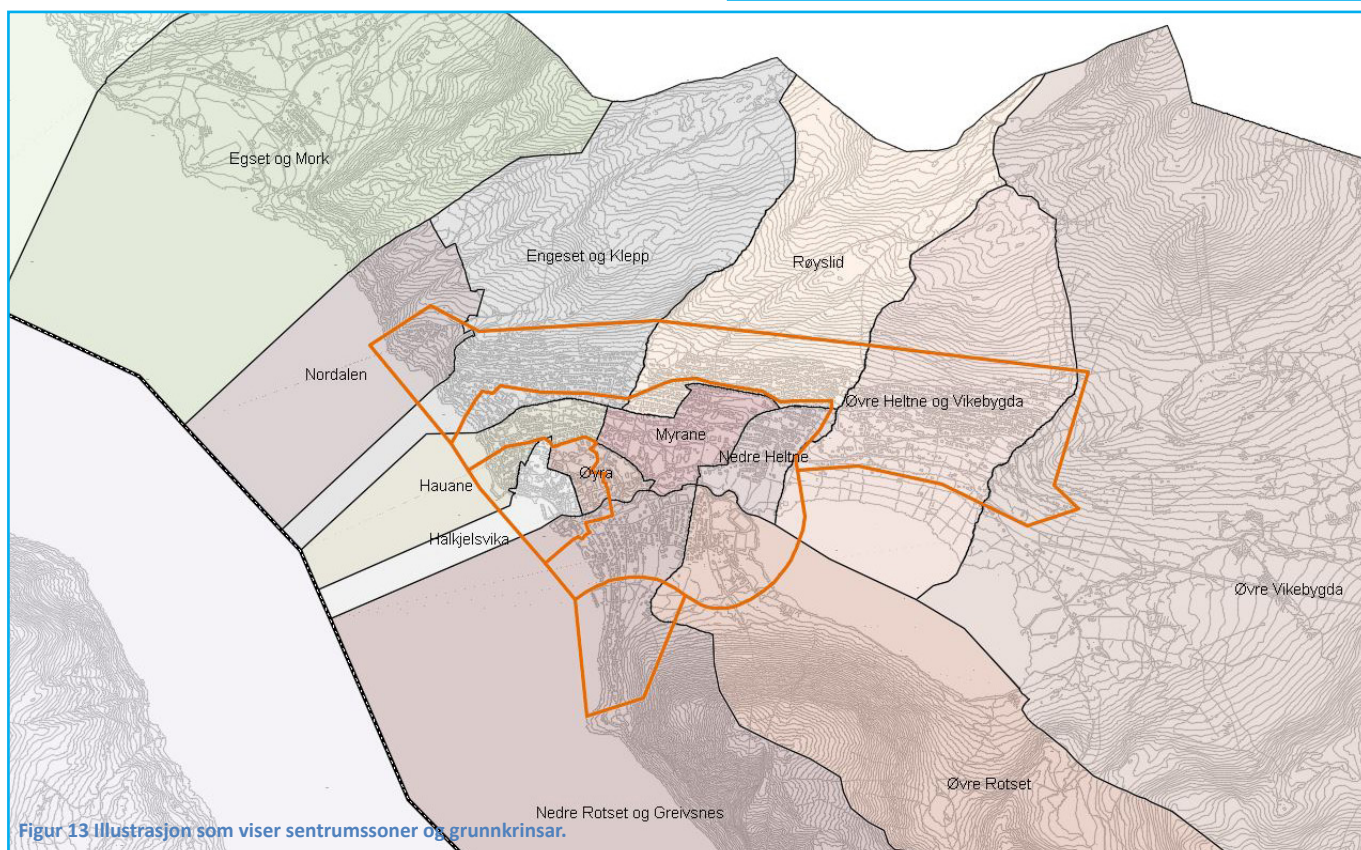 Egset og Mork
Engeset og Klepp
Røyslid
Nordalen
Øvre Heltne og Vikebygda
Myrane
Nedre Heltne
Øyra
Hauane
Halkjelsvika
Øvre Vikebygda
Øvre Rotset
Nedre Rotset og Greivsnes
Figur 13 Illustrasjon som viser sentrumssoner og grunnkrinsar.